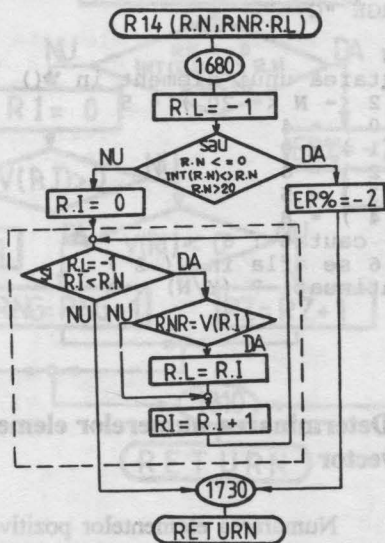 R14 (R.N,RNR·R.L)
1680
R.L= -1
sau
R.N < = 0
INT(R.N)<>R.N
R.N>20
NU
DA
R.I= 0
ER%=-2
si
R.L= -1
R.I<R.N
DA
NU
NU
RNR= V(R.I)
DA
R.L = R.I
RI= R.I+1
1730
RETURN